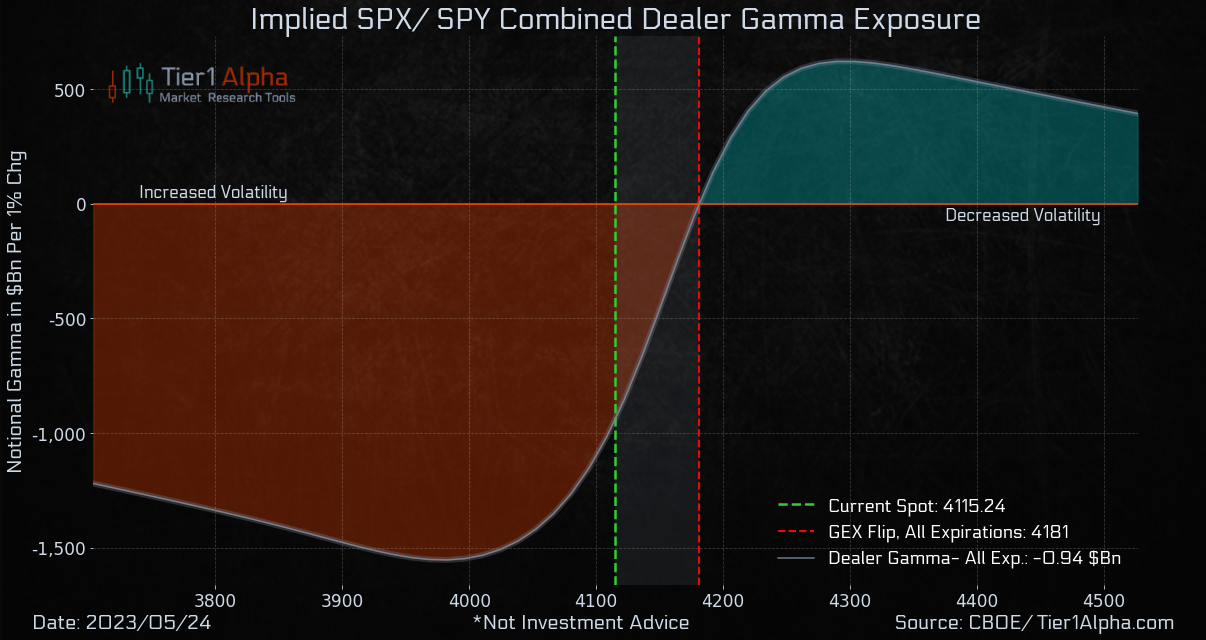 Implied SPX/ SPY Combined Dealer Gamma Exposure
Tier1 Alpha
Market Research Tools
Notional Gamma in $Bn Per 1% Chg
500
0
-500
-1,000
-1,500
Increased Volatility
Decreased Volatility
Current Spot: 4115.24
GEX Flip, All Expirations: 4181
Dealer Gamma- All Exp.: -0.94 $Bn
3800 3900 4000 4100 4200 4300 4400 4500
Date: 2023/05/24 *Not Investment Advice Source: CBOE/ Tier1Alpha.com